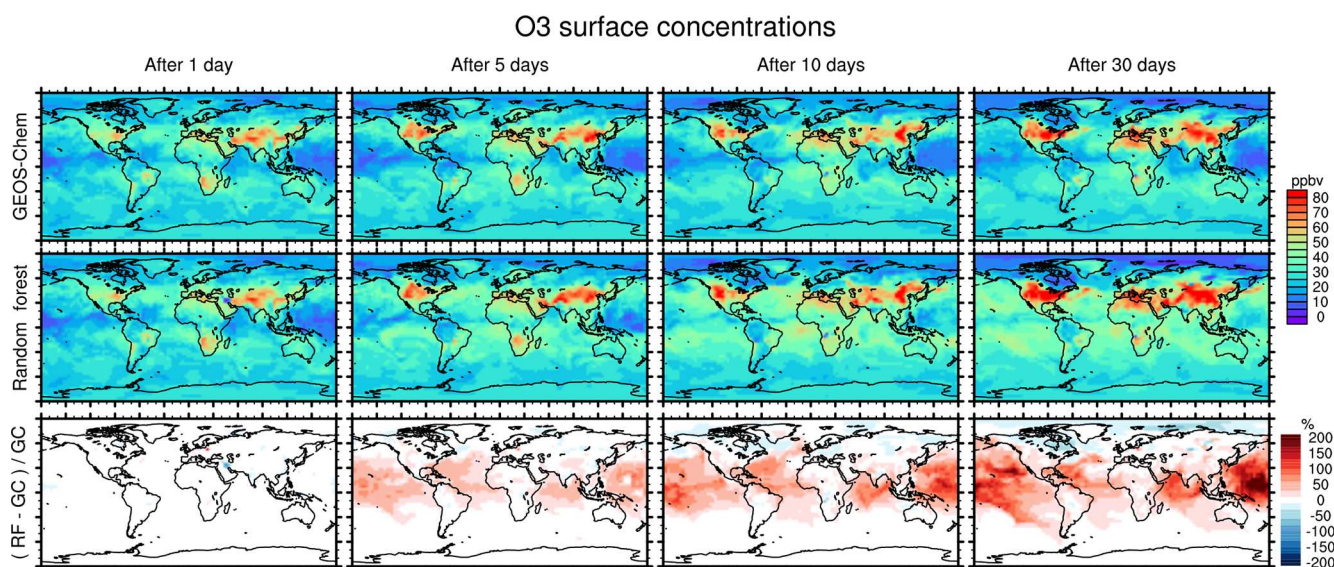 O3 surface concentrations
After 1 day
After 5 days
After 10 days
After 30 days
GEOS-Chem
Random forest
( RF - GC ) / GC
ppbv
80
70
60
50
40
30
20
10
0
%
200
150
100
50
0
-50
-100
-150
-200